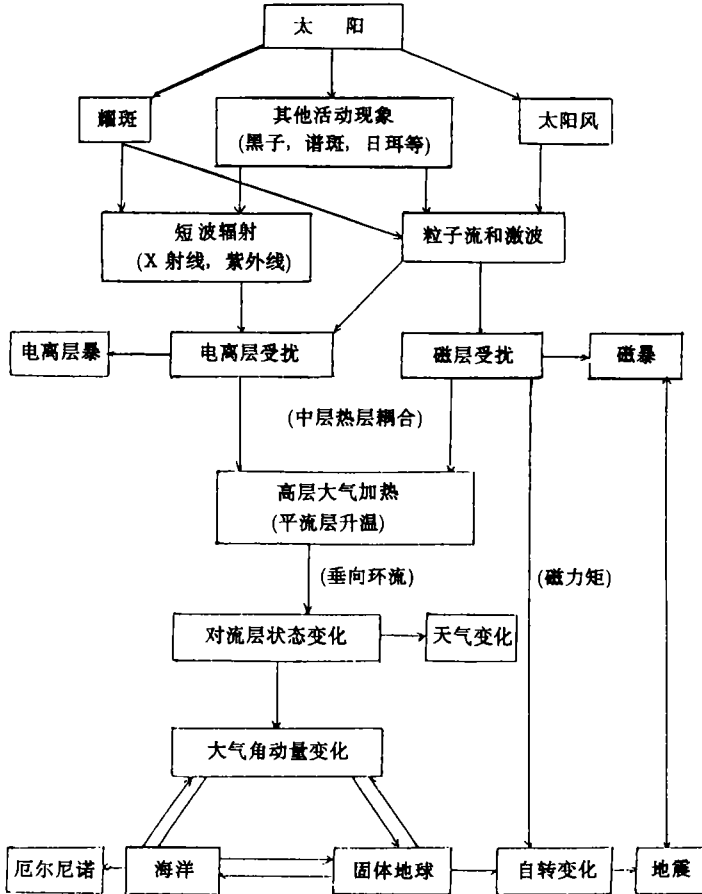 太 阳
耀斑
其他活动现象
(黑子, 谱斑, 日珥等)
太阳风
短波辐射
(X 射线, 紫外线)
粒子流和激波
电离层暴
电离层受扰
磁层受扰
磁暴
(中层热层耦合)
高层大气加热
(平流层升温)
(垂向环流)
(磁力矩)
对流层状态变化
天气变化
大气角动量变化
厄尔尼诺
海洋
固体地球
自转变化
地震